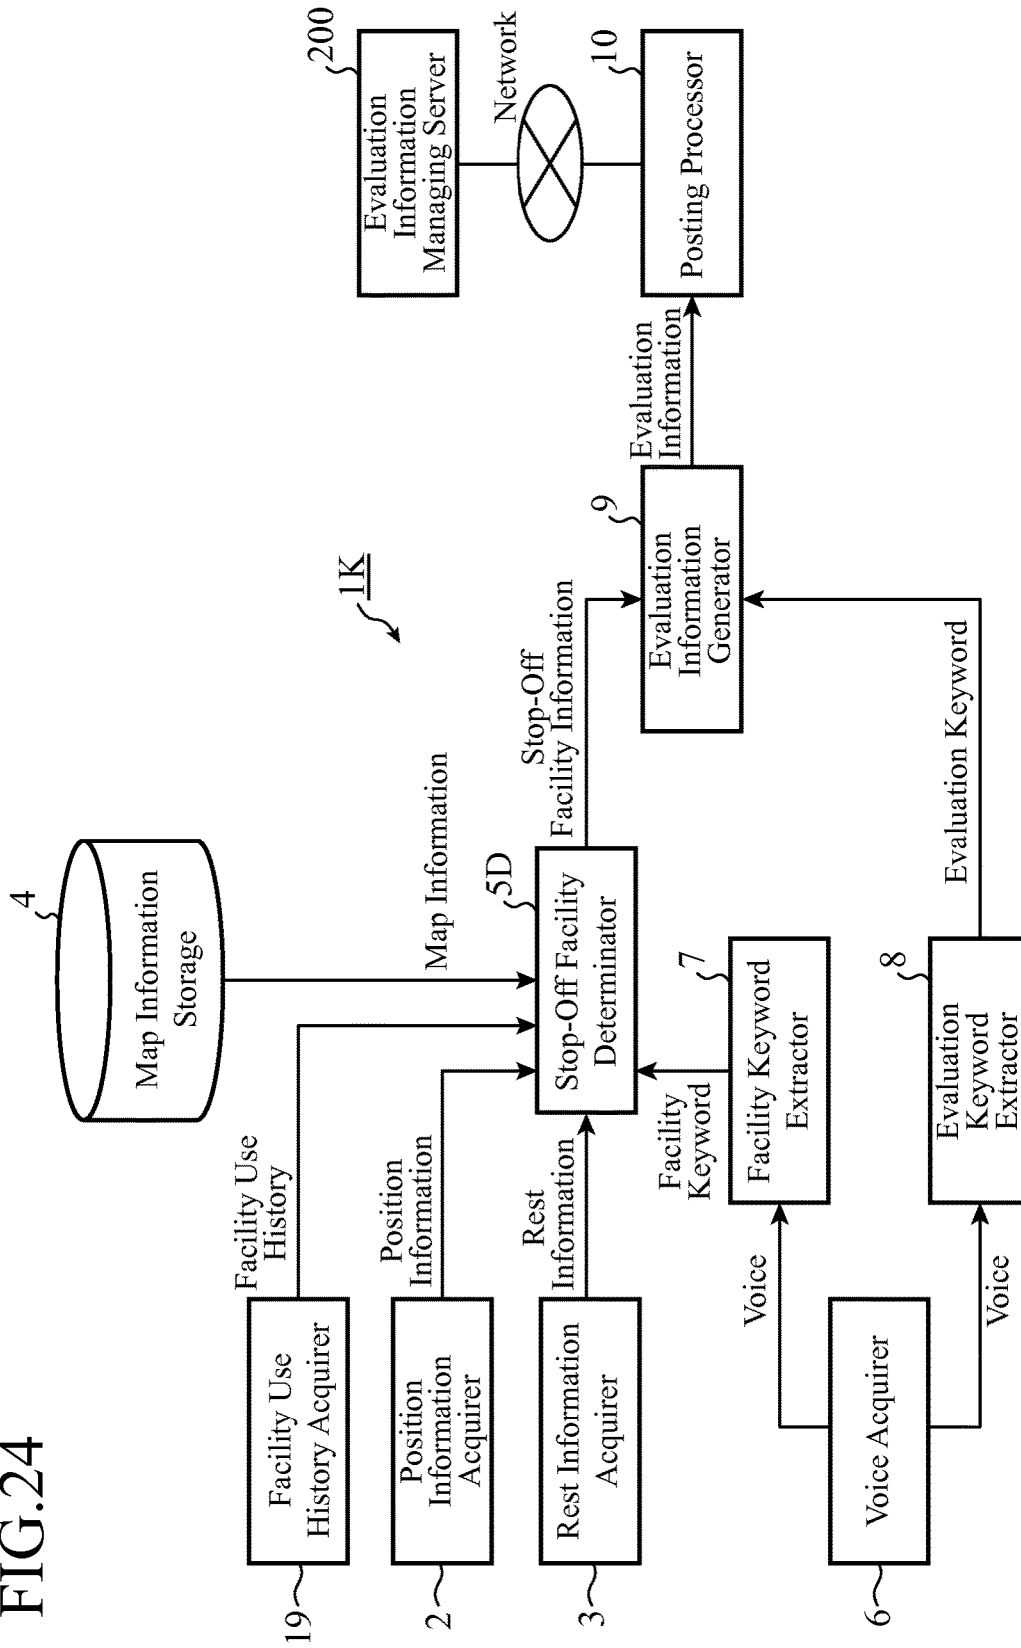 FIG.24
4
Map Information
Storage
1K
200
Evaluation
Information
Managing Server
Network
19
Facility Use
History Acquirer
Facility Use
History
Map Information
2
Position
Information
Acquirer
Position
Information
5D
Stop-Off Facility
Determinator
Stop-Off
Facility Information
3
Rest Information
Acquirer
Rest
Information
9
Evaluation
Information
Generator
Evaluation
Information
10
Posting Processor
Facility
Keyword
7
Facility Keyword
Extractor
Voice
6
Voice Acquirer
Voice
8
Evaluation
Keyword
Extractor
Evaluation Keyword